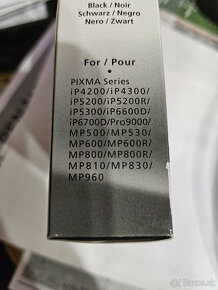 Black / Noir
Schwarz / Negro
Nero / Zwart
For / Pour
•
PIXMA Series
iP4200/iP4300/
iP5200/iP5200R/
iP5300/iP6600D/
iP6700D/Pro9000/
MP500/MP530/
MP600/MP600R/
MP800/MP800R/
MP810/MP830/
MP960